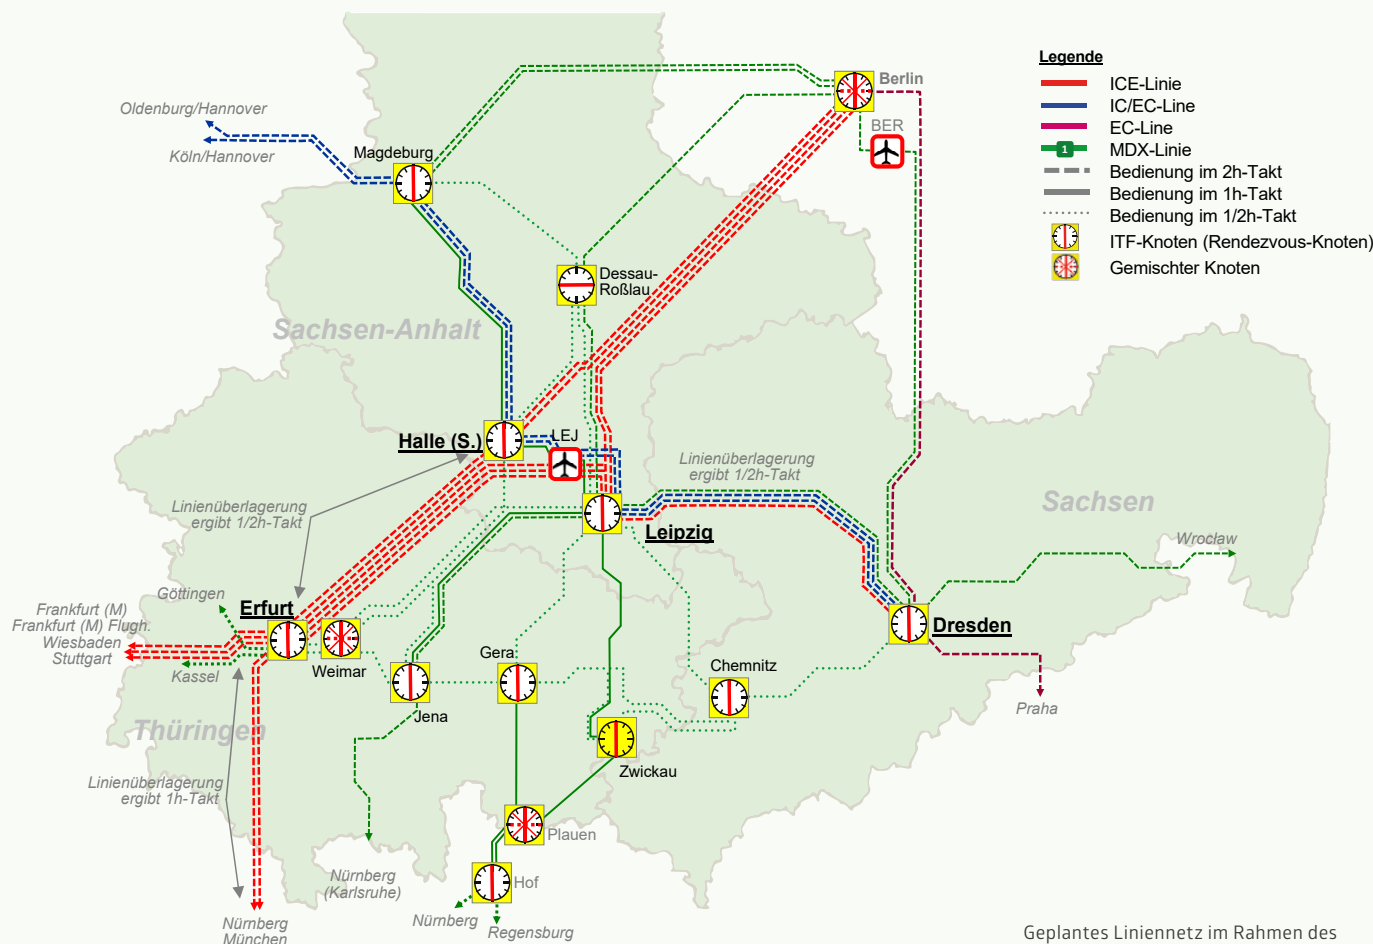 Legende
ICE-Linie
IC/EC-Line
EC-Line
1
MDX-Linie
Bedienung im 2h-Takt
Bedienung im 1h-Takt
Bedienung im 1/2h-Takt
ITF-Knoten (Rendezvous-Knoten)
Gemischter Knoten
Berlin
BER
Oldenburg/Hannover
Köln/Hannover
Magdeburg
Dessau-
Roßlau
Sachsen-Anhalt
Halle (S.)
LEJ
Linienüberlagerung
ergibt 1/2h-Takt
Linienüberlagerung
ergibt 1/2h-Takt
Sachsen
Leipzig
Wrocław
Göttingen
Erfurt
Frankfurt (M)
Frankfurt (M) Flugh.
Wiesbaden
Stuttgart
Kassel
Weimar
Dresden
Gera
Chemnitz
Jena
Praha
Thüringen
Zwickau
Linienüberlagerung
ergibt 1h-Takt
Plauen
Nürnberg
(Karlsruhe)
Hof
Nürnberg
München
Nürnberg
Regensburg
Geplantes Liniennetz im Rahmen des